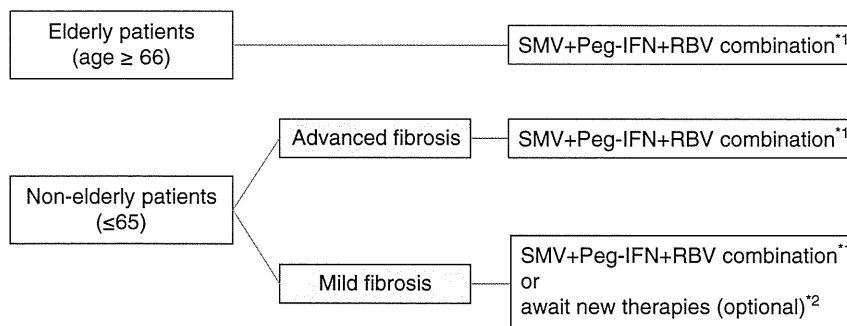 Elderly patients
(age ≥ 66)
SMV+Peg-IFN+RBV combination*1
Advanced fibrosis
SMV+Peg-IFN+RBV combination*1
Non-elderly patients
(≤65)
Mild fibrosis
SMV+Peg-IFN+RBV combination*1
or
await new therapies (optional)*2